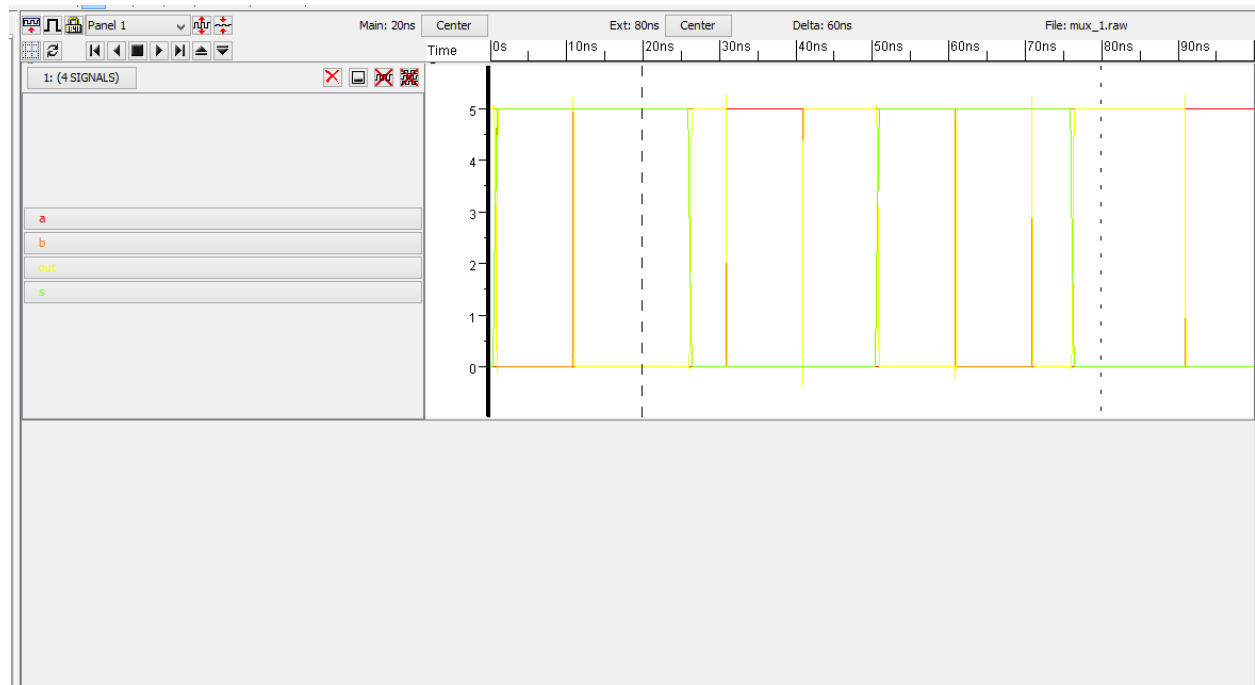 Panel 1 Main: 20ns Center Ext: 80ns Center Delta: 60ns File: mux_1.raw
Time 0s 10ns 20ns 30ns 40ns 50ns 60ns 70ns 80ns 90ns
1: (4 SIGNALS)
5
4
3
2
1
0
a
b
out
s